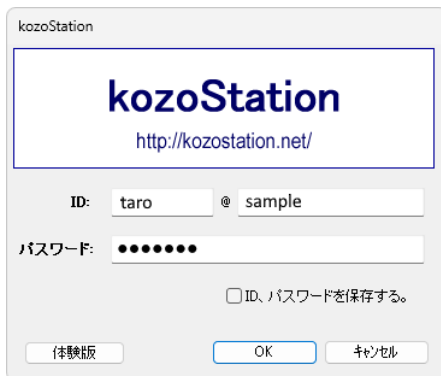 kozoStation
kozoStation
http://kozostation.net/
ID: taro @ sample
パスワード: ●●●●●●●
ID、パスワードを保存する。
体験版 OK キャンセル